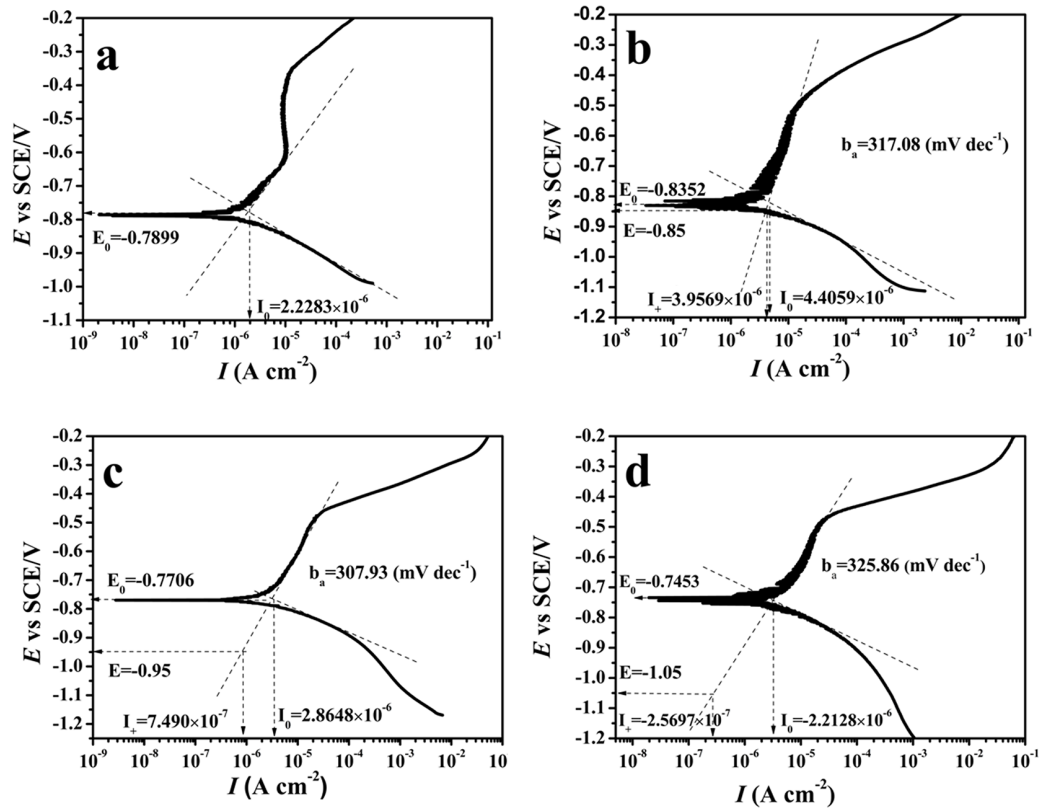 a
-0.2
-0.3
-0.4
-0.5
-0.6
-0.7
-0.8
-0.9
-1.0
-1.1
E vs SCE/V
E₀=-0.7899
I₀=2.2283×10⁻⁶
10⁻⁹ 10⁻⁸ 10⁻⁷ 10⁻⁶ 10⁻⁵ 10⁻⁴ 10⁻³ 10⁻² 10⁻¹
I (A cm⁻²)
b
-0.2
-0.3
-0.4
-0.5
-0.6
-0.7
-0.8
-0.9
-1.0
-1.1
-1.2
E vs SCE/V
bₐ=317.08 (mV dec⁻¹)
E₀=-0.8352
E=-0.85
I₊=3.9569×10⁻⁶
I₀=4.4059×10⁻⁶
10⁻⁸ 10⁻⁷ 10⁻⁶ 10⁻⁵ 10⁻⁴ 10⁻³ 10⁻² 10⁻¹
I (A cm⁻²)
c
-0.2
-0.3
-0.4
-0.5
-0.6
-0.7
-0.8
-0.9
-1.0
-1.1
-1.2
E vs SCE/V
bₐ=307.93 (mV dec⁻¹)
E₀=-0.7706
E=-0.95
I₊=7.490×10⁻⁷
I₀=2.8648×10⁻⁶
10⁻⁹ 10⁻⁸ 10⁻⁷ 10⁻⁶ 10⁻⁵ 10⁻⁴ 10⁻³ 10⁻² 10⁻¹
I (A cm⁻²)
d
-0.2
-0.3
-0.4
-0.5
-0.6
-0.7
-0.8
-0.9
-1.0
-1.1
-1.2
E vs SCE/V
bₐ=325.86 (mV dec⁻¹)
E₀=-0.7453
E=-1.05
I₊=-2.5697×10⁻⁷
I₀=-2.2128×10⁻⁶
10⁻⁸ 10⁻⁷ 10⁻⁶ 10⁻⁵ 10⁻⁴ 10⁻³ 10⁻² 10⁻¹
I (A cm⁻²)